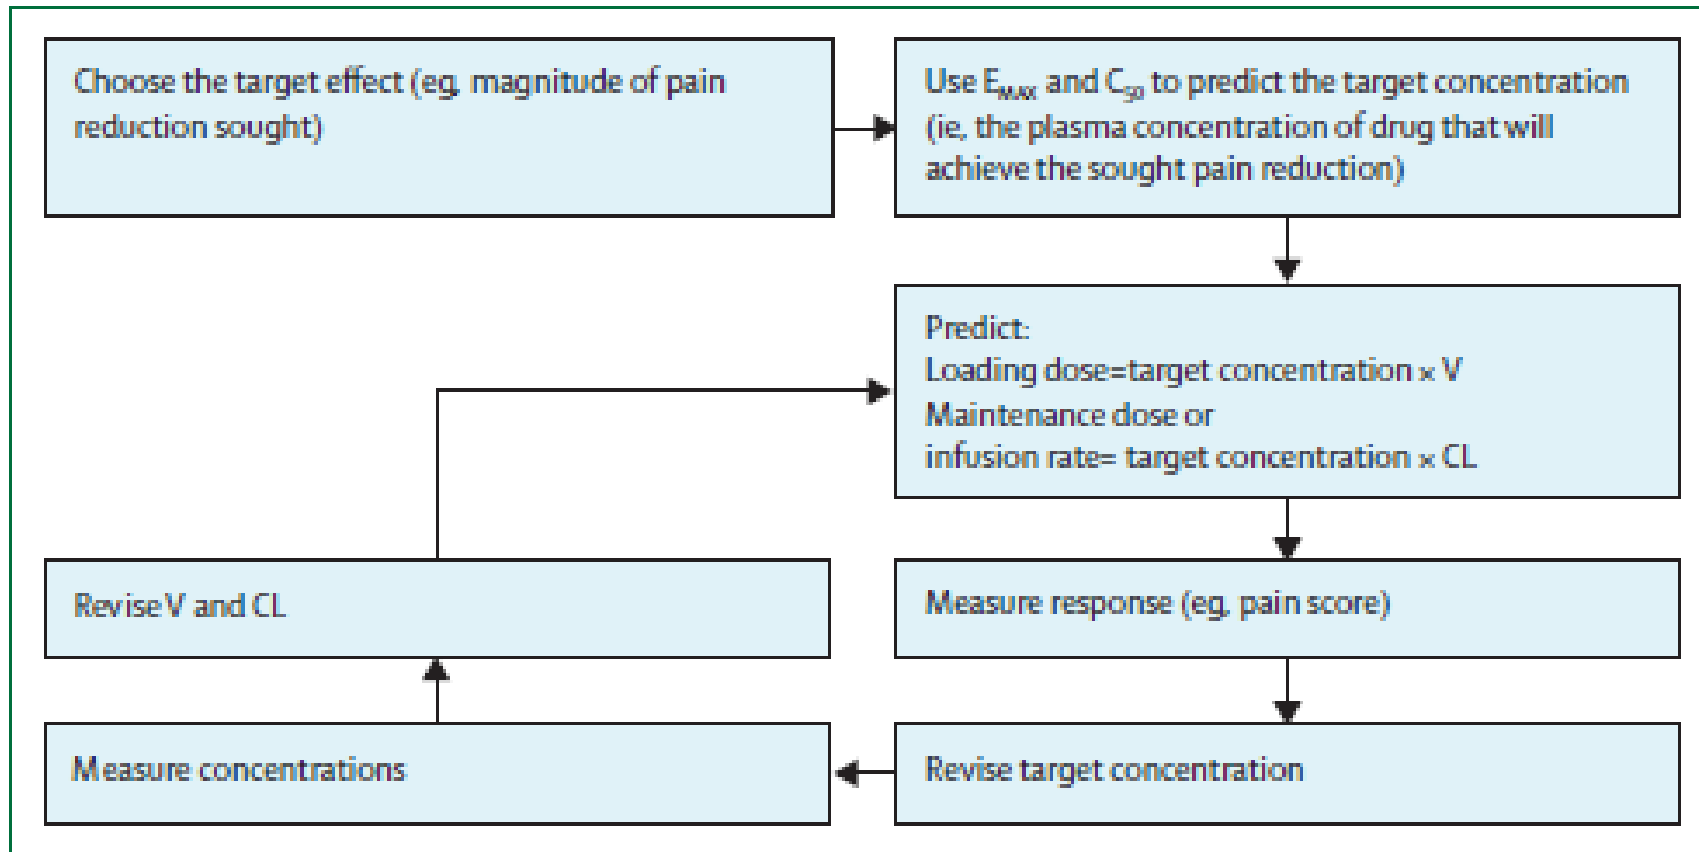 Choose the target effect (eg, magnitude of pain
reduction sought)
Use EMAX and C50 to predict the target concentration
(ie, the plasma concentration of drug that will
achieve the sought pain reduction)
Predict:
Loading dose=target concentration × V
Maintenance dose or
infusion rate= target concentration × CL
Measure response (eg, pain score)
Revise target concentration
Measure concentrations
Revise V and CL